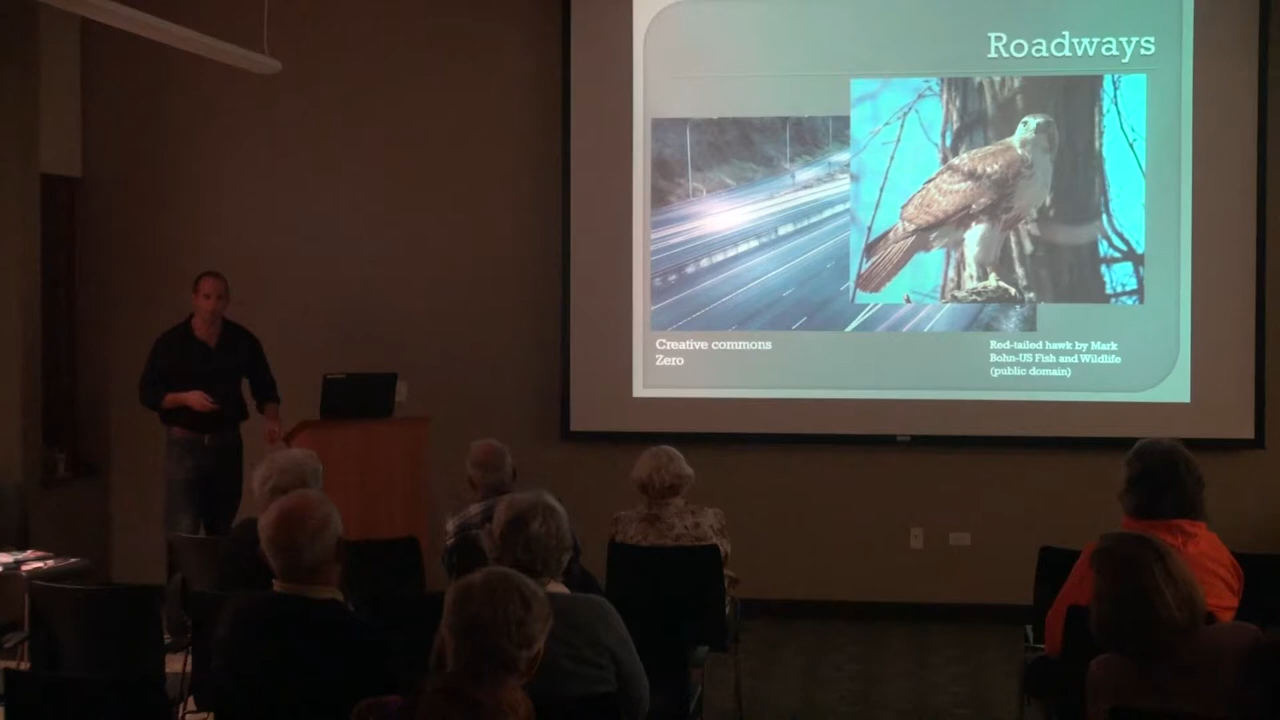 Roadways
Creative commons
Zero
Red-tailed hawk by Mark
Bohn-US Fish and Wildlife
(public domain)